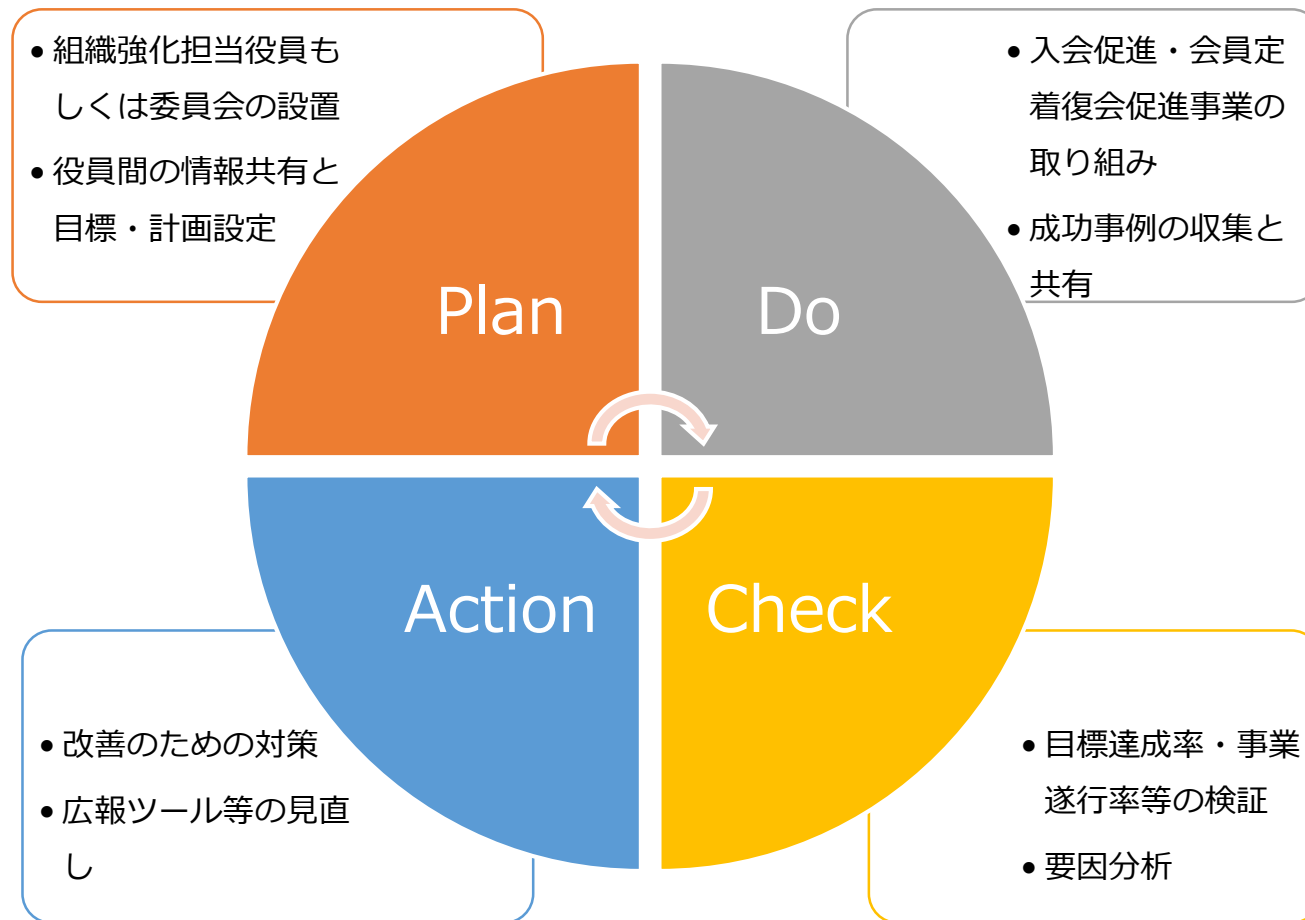 • 組織強化担当役員も
しくは委員会の設置
• 役員間の情報共有と
目標・計画設定
Plan
• 入会促進・会員定
着復会促進事業の
取り組み
• 成功事例の収集と
共有
Do
Action
• 改善のための対策
• 広報ツール等の見直
し
Check
• 目標達成率・事業
遂行率等の検証
• 要因分析